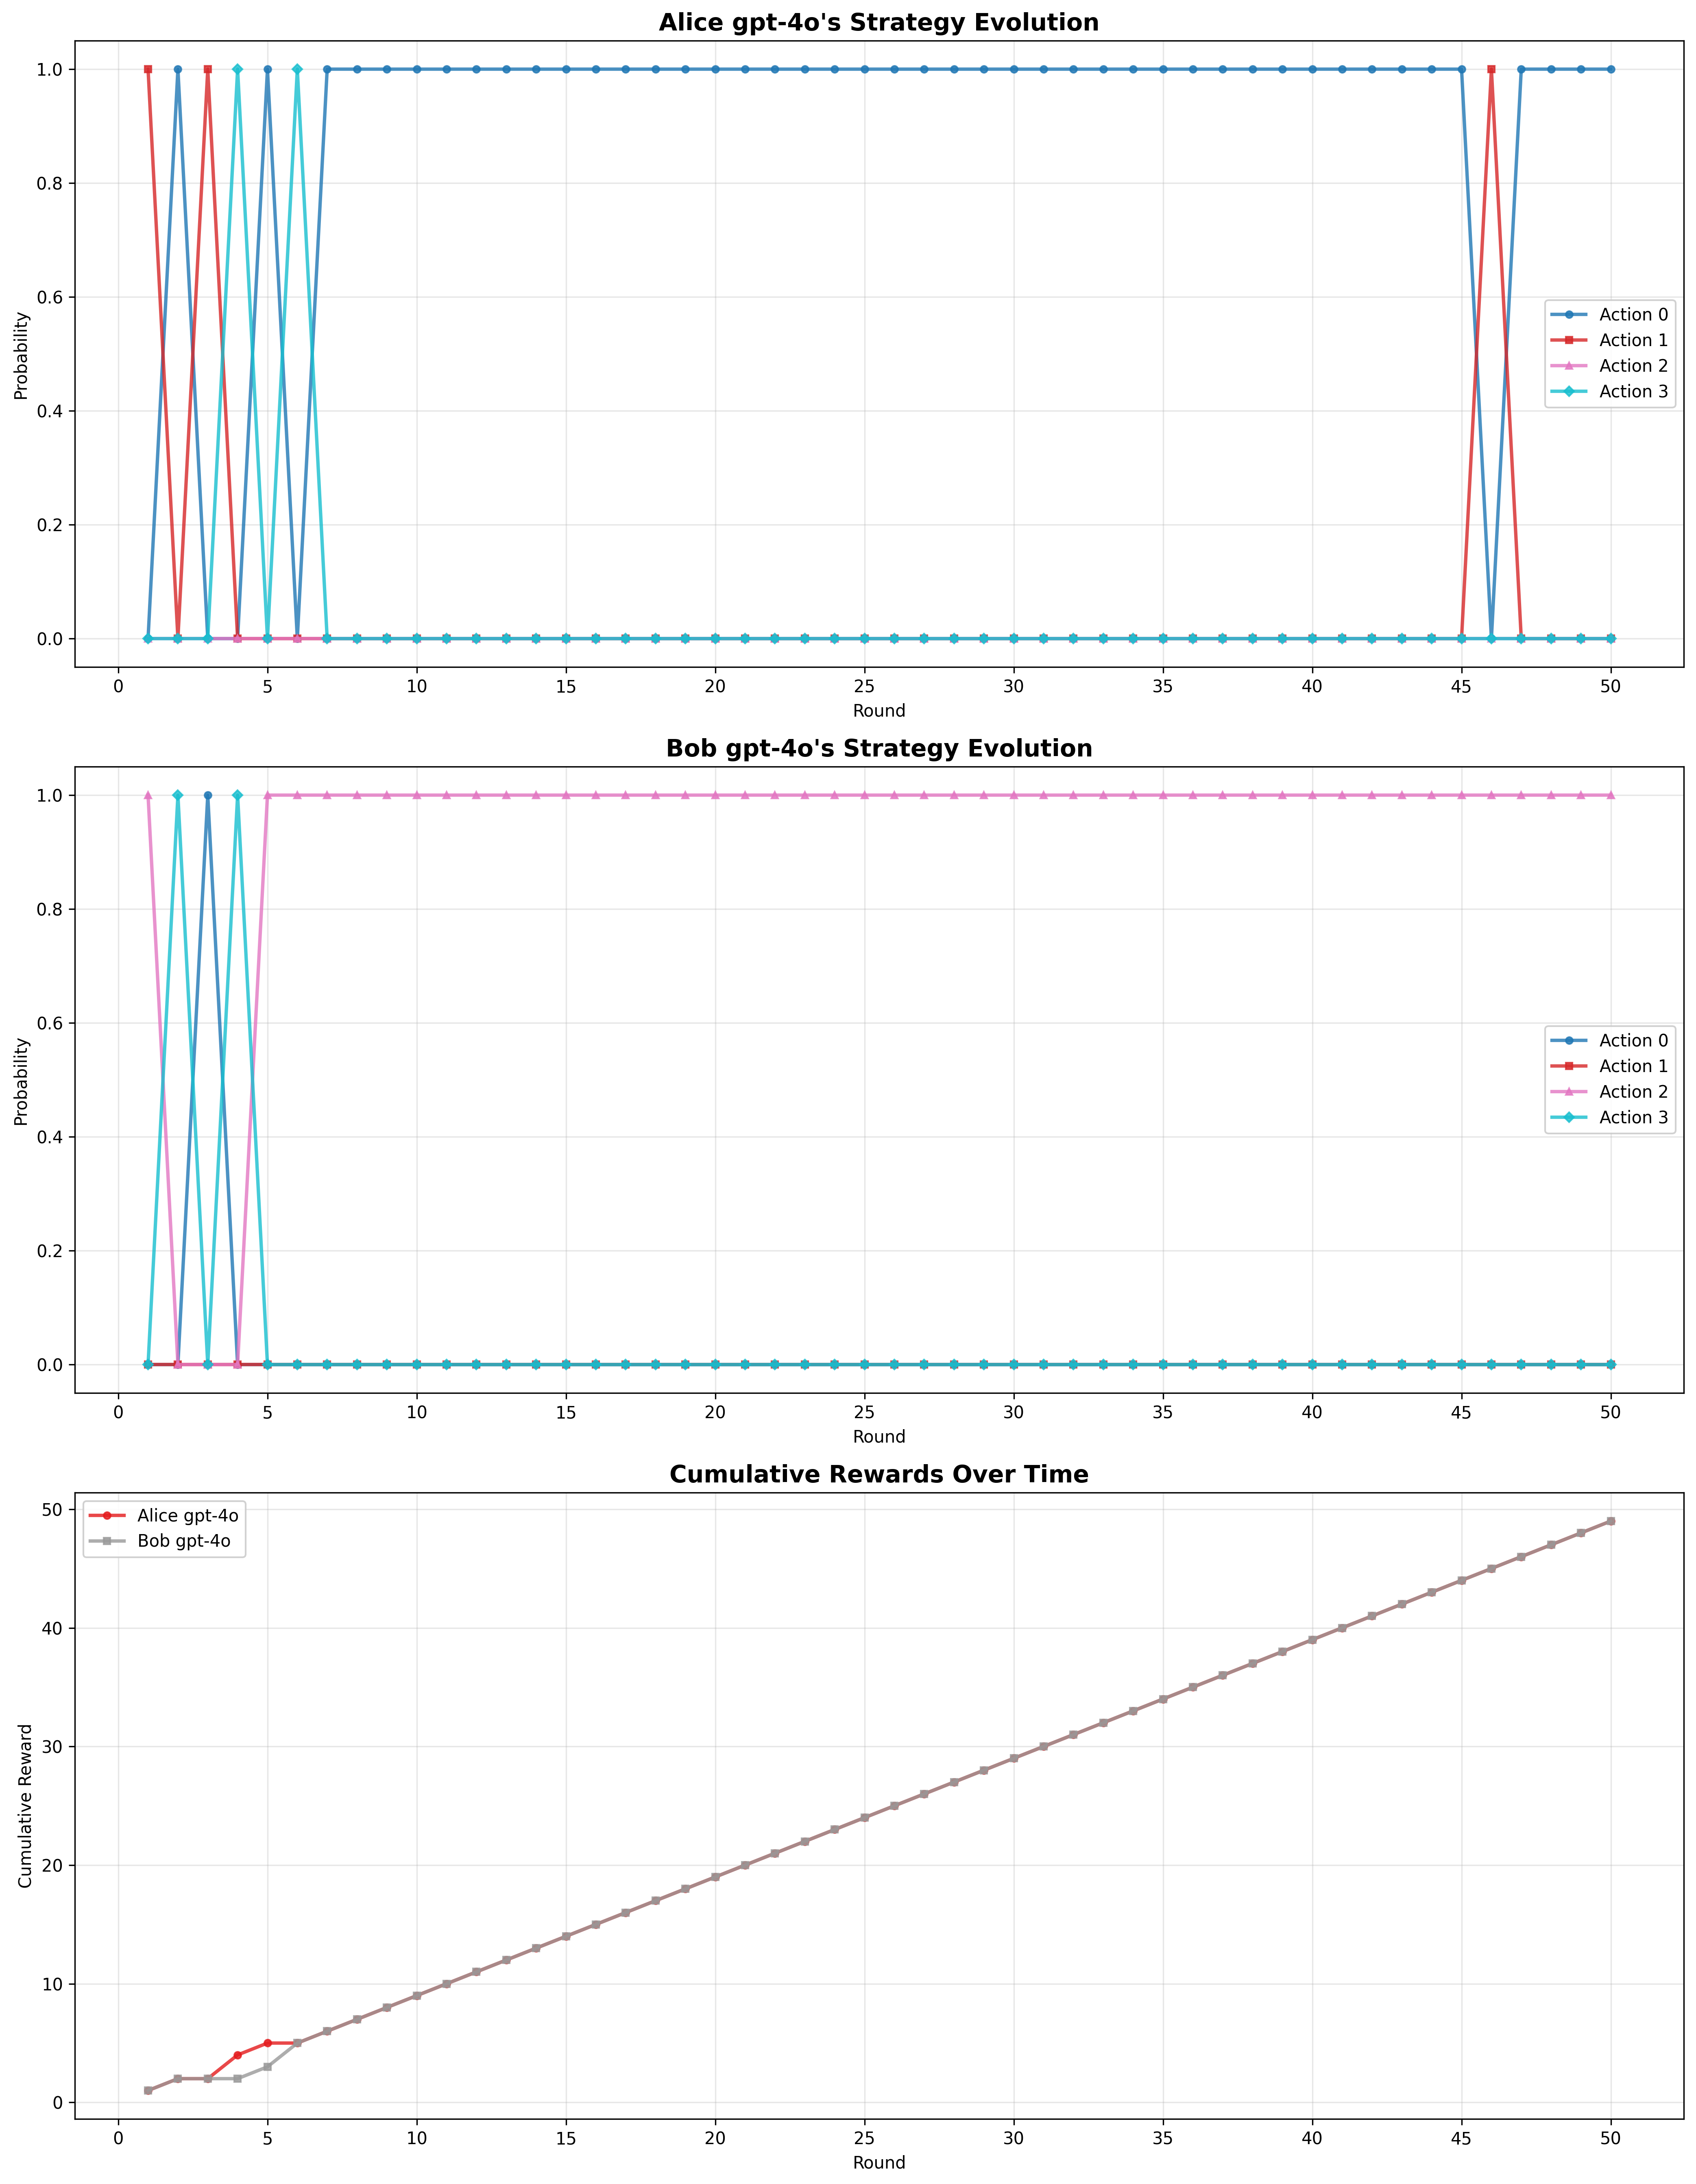 Alice gpt-4o's Strategy Evolution
1.0
0.8
0.6
0.4
0.2
0.0
Probability
Action 0
Action 1
Action 2
Action 3
0 5 10 15 20 25 30 35 40 45 50
Round
Bob gpt-4o's Strategy Evolution
1.0
0.8
0.6
0.4
0.2
0.0
Probability
Action 0
Action 1
Action 2
Action 3
0 5 10 15 20 25 30 35 40 45 50
Round
Cumulative Rewards Over Time
Alice gpt-4o
Bob gpt-4o
50
40
30
20
10
0
Cumulative Reward
0 5 10 15 20 25 30 35 40 45 50
Round